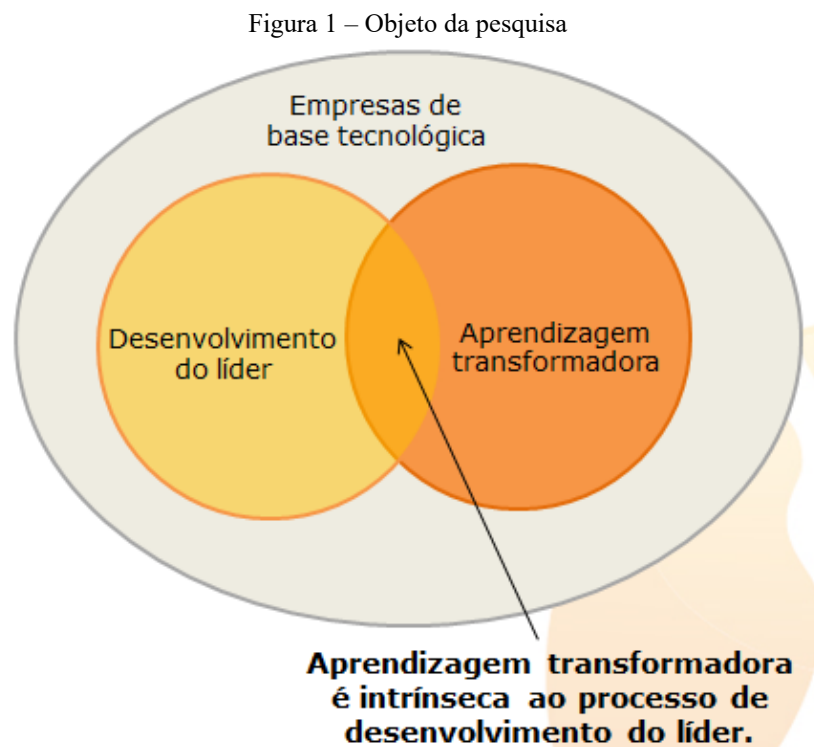 Figura 1 – Objeto da pesquisa
Empresas de
base tecnológica
Desenvolvimento
do líder
Aprendizagem
transformadora
Aprendizagem transformadora
é intrínseca ao processo de
desenvolvimento do líder.